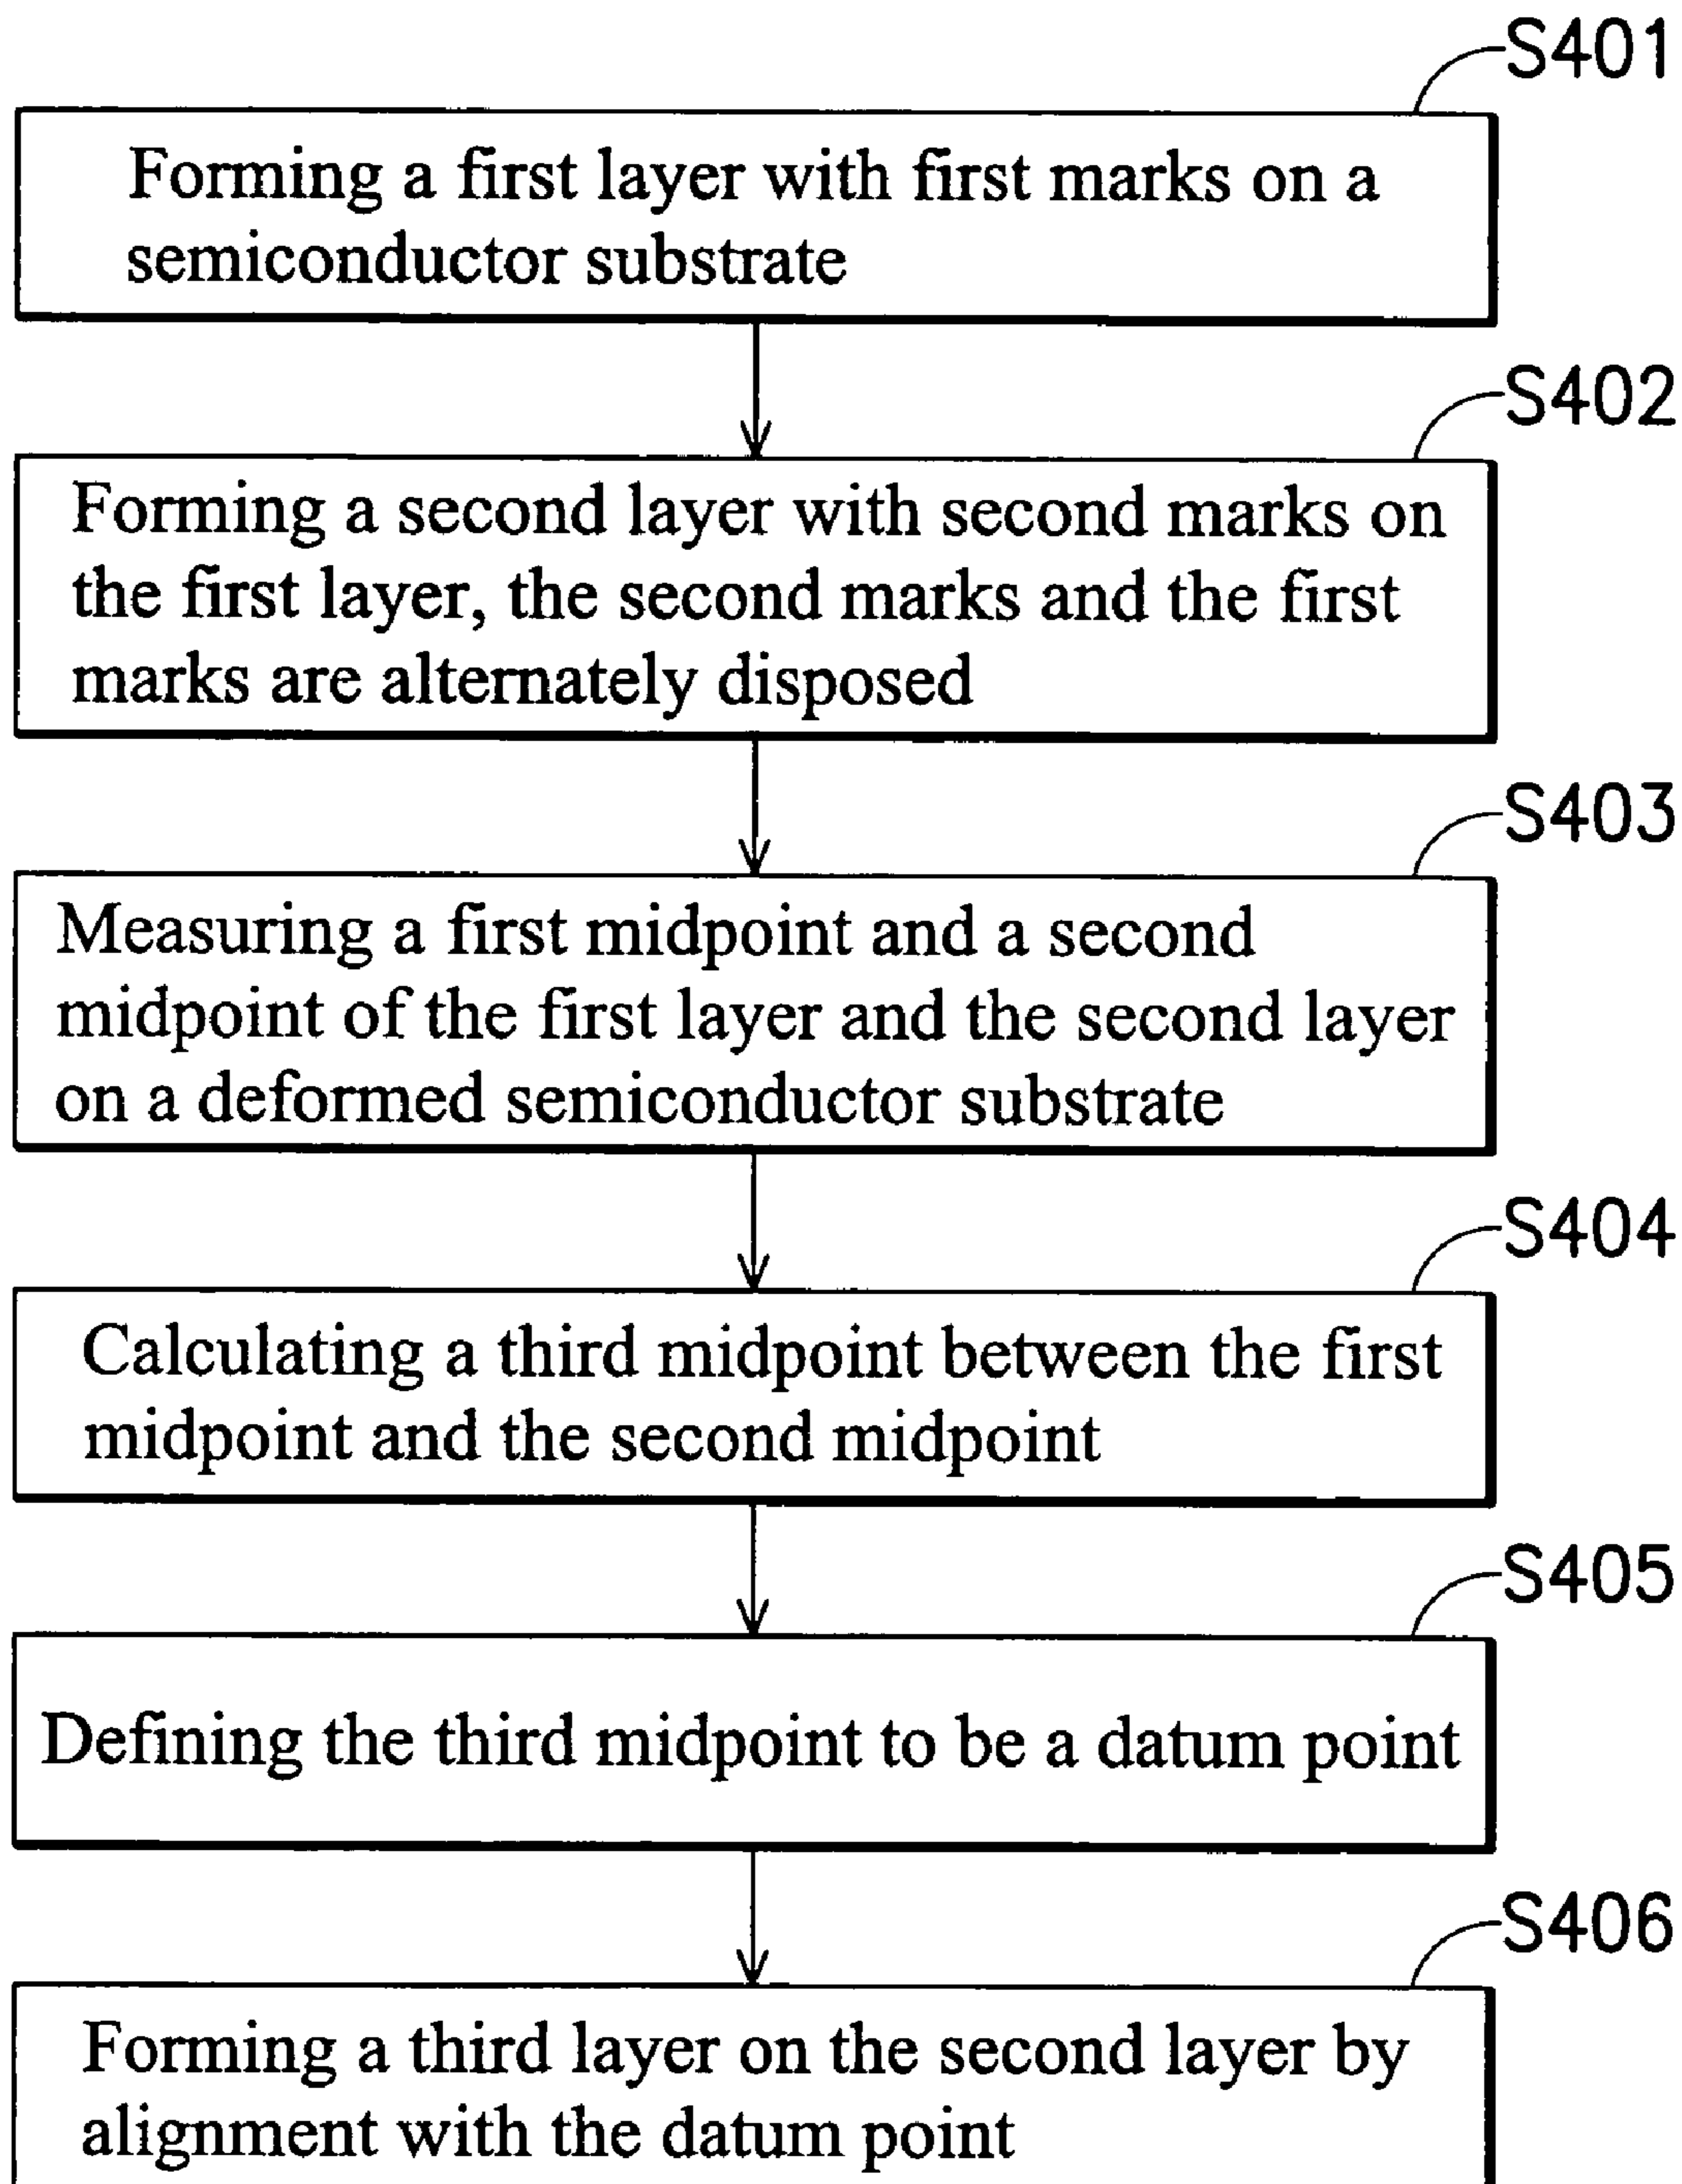 S401
Forming a first layer with first marks on a
semiconductor substrate
S402
Forming a second layer with second marks on
the first layer, the second marks and the first
marks are alternately disposed
S403
Measuring a first midpoint and a second
midpoint of the first layer and the second layer
on a deformed semiconductor substrate
S404
Calculating a third midpoint between the first
midpoint and the second midpoint
S405
Defining the third midpoint to be a datum point
S406
Forming a third layer on the second layer by
alignment with the datum point